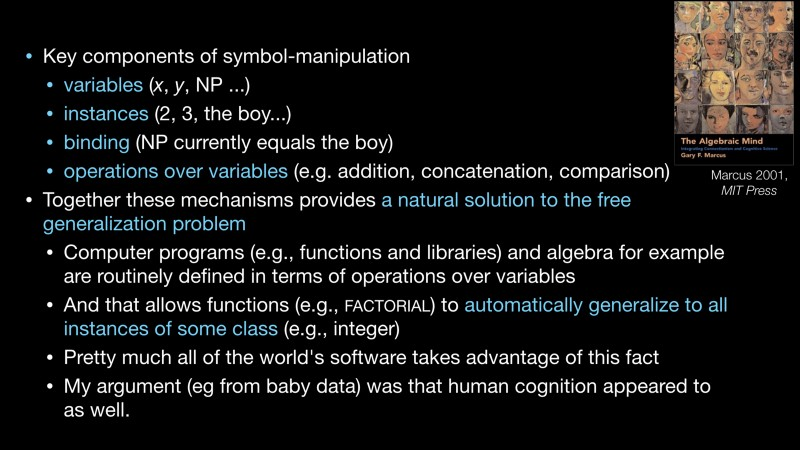 • Key components of symbol-manipulation
• variables (x, y, NP ...)
• instances (2, 3, the boy...)
• binding (NP currently equals the boy)
• operations over variables (e.g. addition, concatenation, comparison)
• Together these mechanisms provides a natural solution to the free
generalization problem
• Computer programs (e.g., functions and libraries) and algebra for example
are routinely defined in terms of operations over variables
• And that allows functions (e.g., FACTORIAL) to automatically generalize to all
instances of some class (e.g., integer)
• Pretty much all of the world's software takes advantage of this fact
• My argument (eg from baby data) was that human cognition appeared to
as well.
The Algebraic Mind
Integrating Connectionism and Cognitive Science
Gary F. Marcus
Marcus 2001,
MIT Press